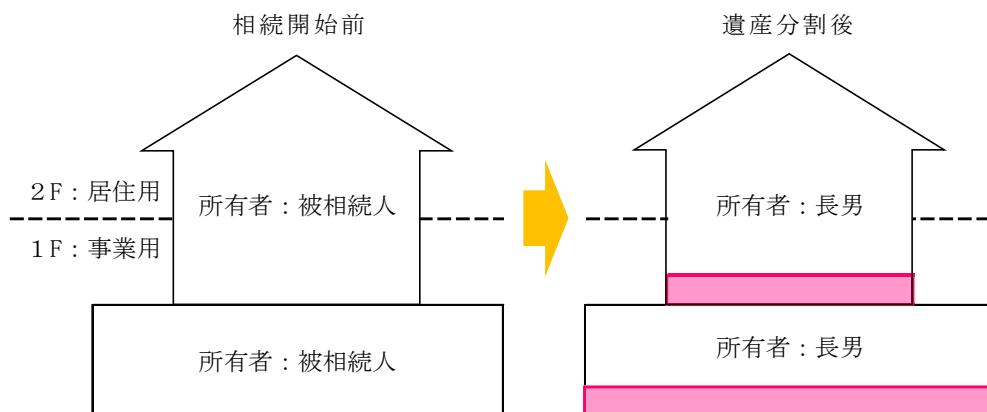 相続開始前
遺産分割後
２F：居住用
１F：事業用
所有者：被相続人
所有者：被相続人
所有者：長男
所有者：長男